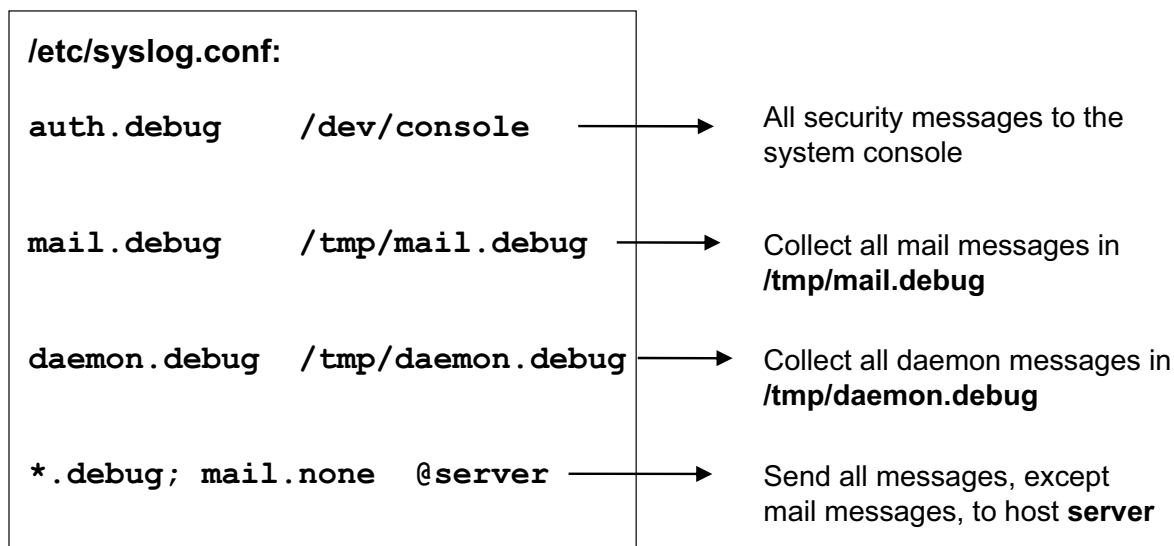 /etc/syslog.conf:
auth.debug /dev/console
All security messages to the
system console
mail.debug /tmp/mail.debug
Collect all mail messages in
/tmp/mail.debug
daemon.debug /tmp/daemon.debug
Collect all daemon messages in
/tmp/daemon.debug
*.debug; mail.none @server
Send all messages, except
mail messages, to host server